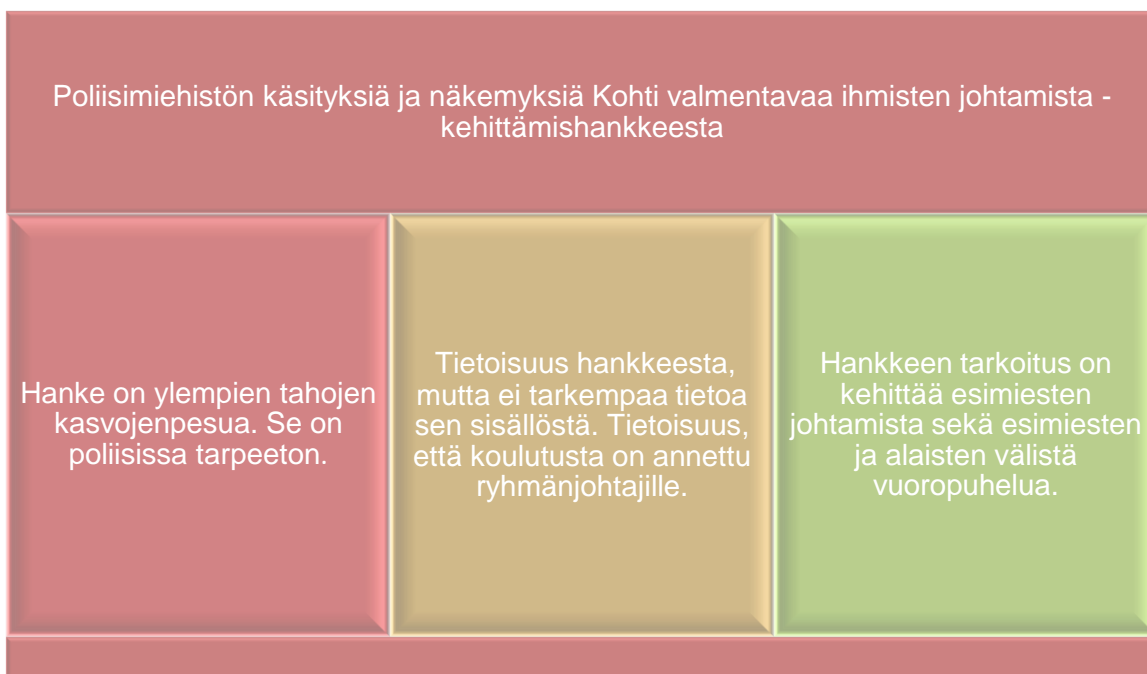 Poliisimiehistön käsityksiä ja näkemyksiä Kohti valmentavaa ihmisten johtamista -
kehittämishankkeesta
Hanke on ylempien tahojen
kasvojenpesua. Se on
poliisissa tarpeeton.
Tietoisuus hankkeesta,
mutta ei tarkempaa tietoa
sen sisällöstä. Tietoisuus,
että koulutusta on annettu
ryhmänjohtajille.
Hankkeen tarkoitus on
kehittää esimiesten
johtamista sekä esimiesten
ja alaisten välistä
vuoropuhelua.